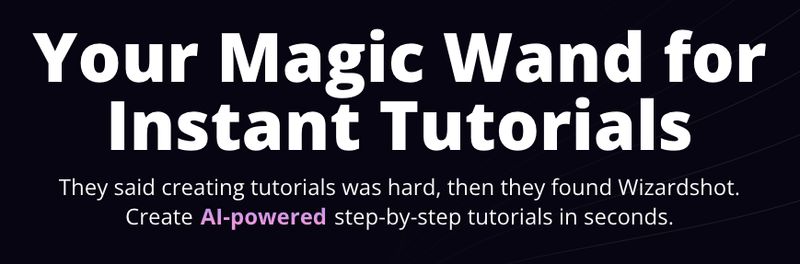 Your Magic Wand for
Instant Tutorials
They said creating tutorials was hard, then they found Wizardshot.
Create AI-powered step-by-step tutorials in seconds.